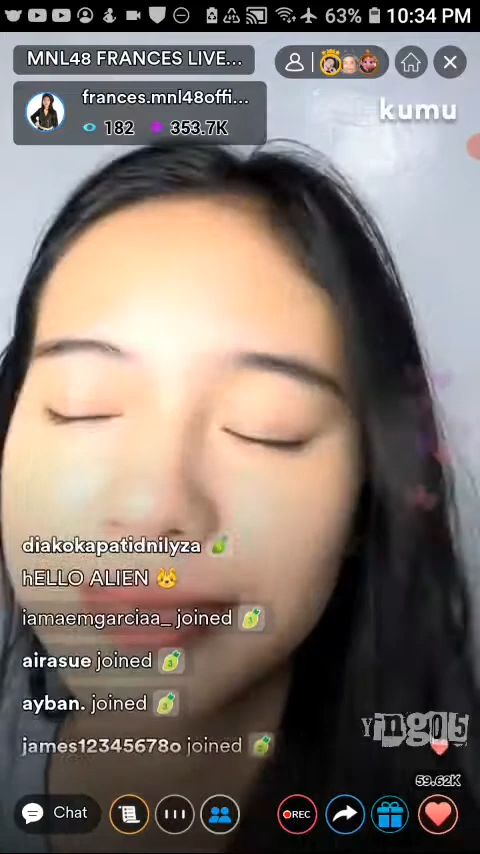 63% 10:34 PM
MNL48 FRANCES LIVE...
frances.mnl48offi...
182 353.7K
kumu
diakokapatidnilyza
hELLO ALIEN
iamaemgarciaa_ joined
airasue joined
ayban. joined
james12345678o joined
Yingo5
59.62K
Chat
REC